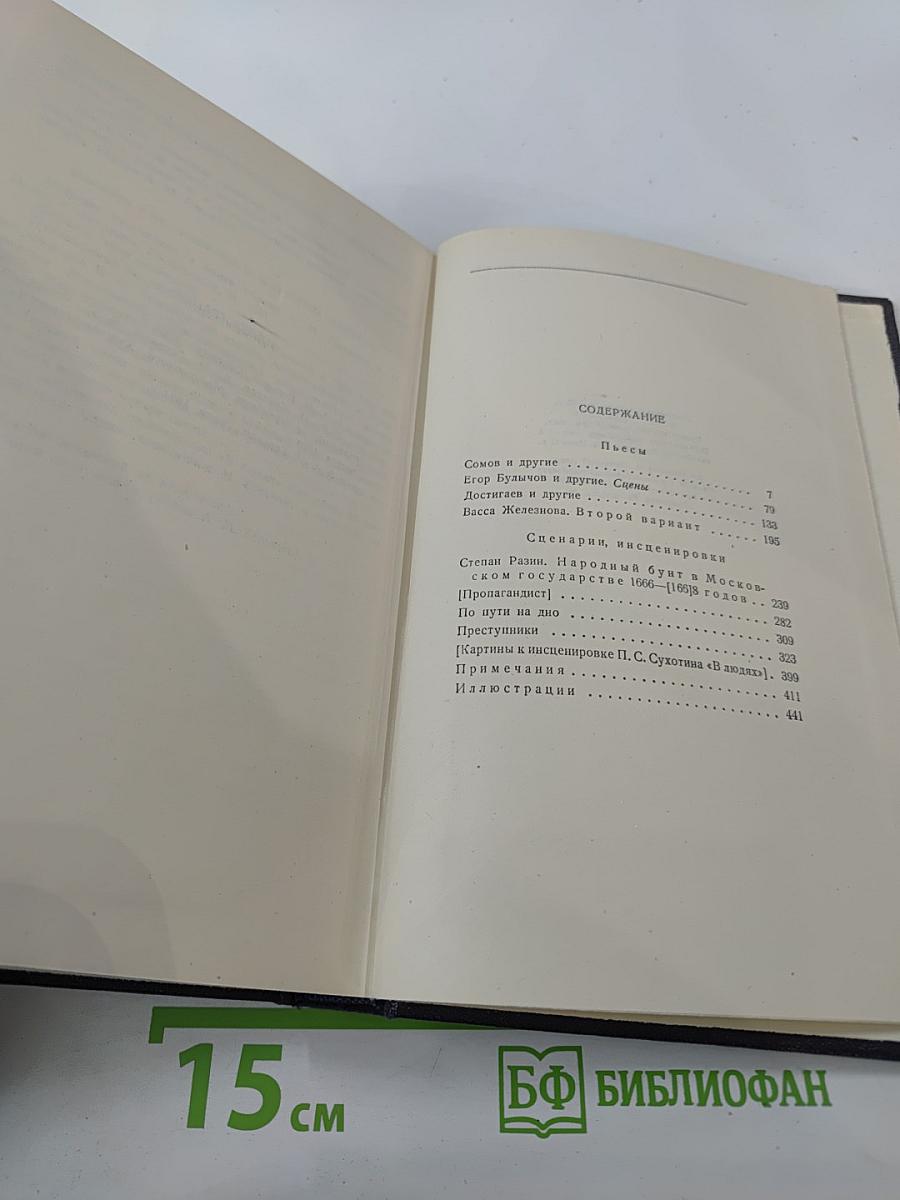 СОДЕРЖАНИЕ
Пьесы
Сомов и другие . . . . . . . . . . . . . . . . . . . . . 7
Егор Булычов и другие. Сцены . . . . . . . . . . . 79
Достигаев и другие . . . . . . . . . . . . . . . . . . . 133
Васса Железнова. Второй вариант . . . . . . 195
Сценарии, инсценировки
Степан Разин. Народный бунт в Москов-
ском государстве 1666—[166]8 годов . . 239
[Пропагандист] . . . . . . . . . . . . . . . . . . . . . . 282
По пути на дно . . . . . . . . . . . . . . . . . . . . . 309
Преступники . . . . . . . . . . . . . . . . . . . . . . . 323
[Картины к инсценировке П. С. Сухотина «В людях»] . 399
Примечания . . . . . . . . . . . . . . . . . . . . . 411
Иллюстрации . . . . . . . . . . . . . . . . . . . . 441
15 см
БФ БИБЛИОФАН